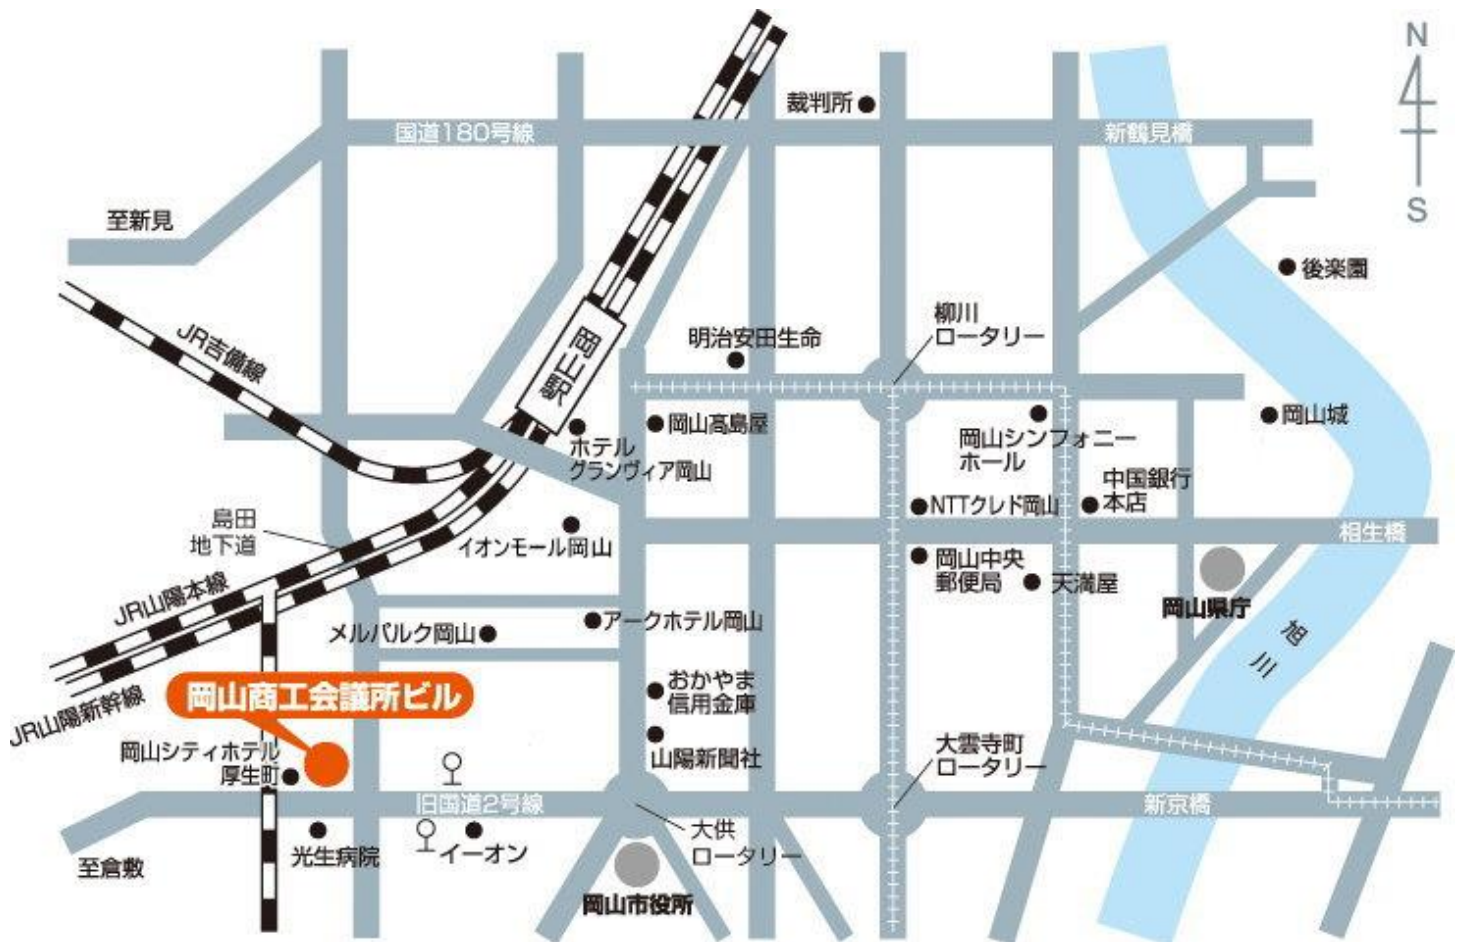 N
S
裁判所
国道180号線
新鶴見橋
至新見
後楽園
柳川
ロータリー
JR吉備線
明治安田生命
岡山駅
岡山高島屋
岡山城
ホテル
グランヴィア岡山
岡山シンフォニー
ホール
中国銀行
本店
NTTクレド岡山
島田
地下道
イオンモール岡山
相生橋
岡山中央
郵便局
天満屋
JR山陽本線
岡山県庁
アークホテル岡山
メルパルク岡山
旭川
おかやま
信用金庫
JR山陽新幹線
岡山商工会議所ビル
岡山シティホテル
厚生町
山陽新聞社
大雲寺町
ロータリー
旧国道2号線
新京橋
大供
ロータリー
光生病院
イーオン
至倉敷
岡山市役所